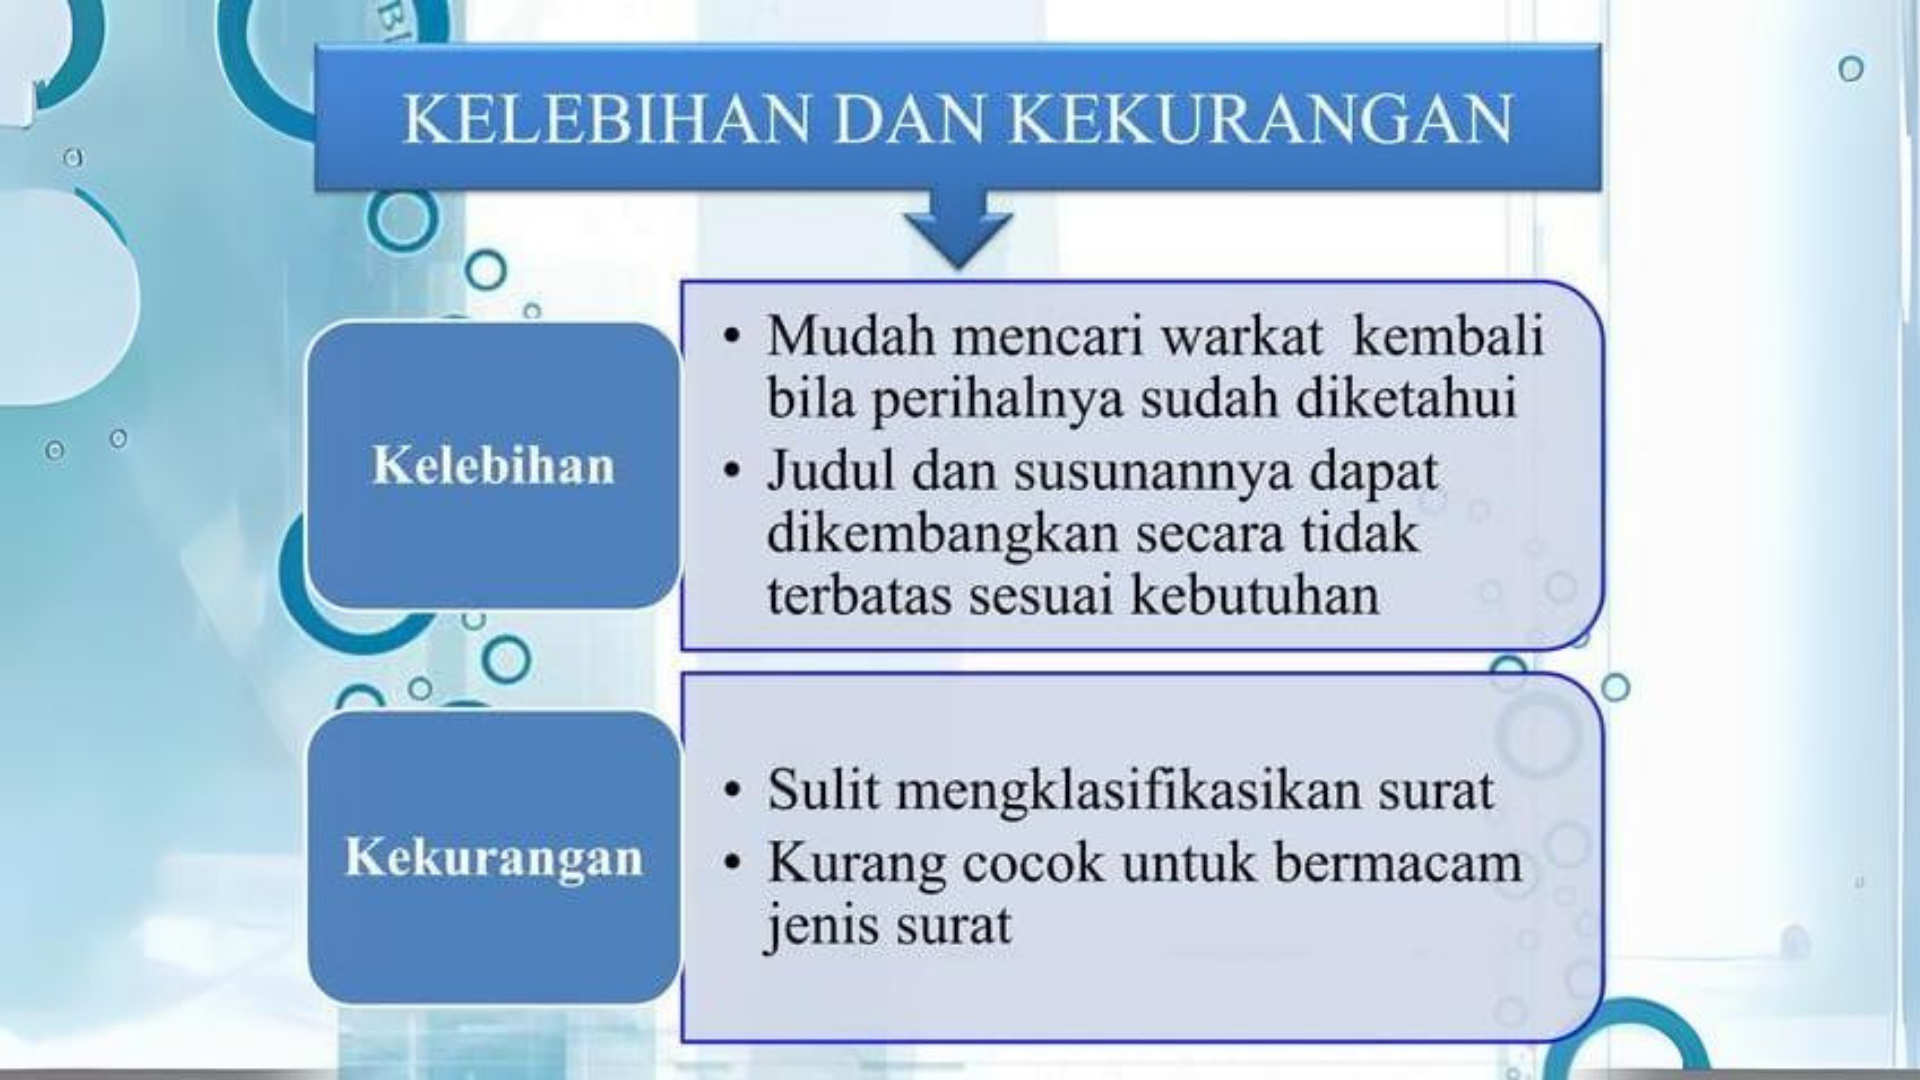 KELEBIHAN DAN KEKURANGAN
Kelebihan
• Mudah mencari warkat kembali
bila perihalnya sudah diketahui
• Judul dan susunannya dapat
dikembangkan secara tidak
terbatas sesuai kebutuhan
Kekurangan
• Sulit mengklasifikasikan surat
• Kurang cocok untuk bermacam
jenis surat